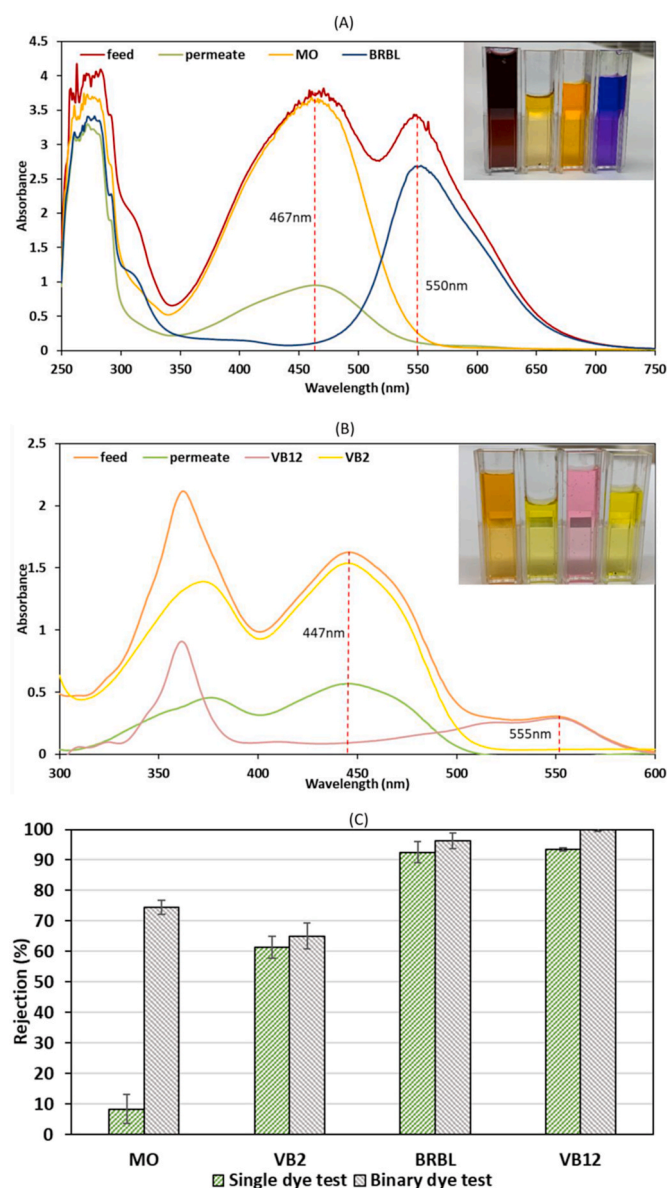 (A)
feed permeate MO BRBL
4.5
4
3.5
3
2.5
2
1.5
1
0.5
0
Absorbance
467nm
550nm
250 300 350 400 450 500 550 600 650 700 750
Wavelength (nm)
(B)
feed permeate VB12 VB2
2.5
2
1.5
1
0.5
0
Absorbance
447nm
555nm
300 350 400 450 500 550 600
Wavelength (nm)
(C)
100
90
80
70
60
50
40
30
20
10
0
Rejection (%)
MO VB2 BRBL VB12
Single dye test Binary dye test